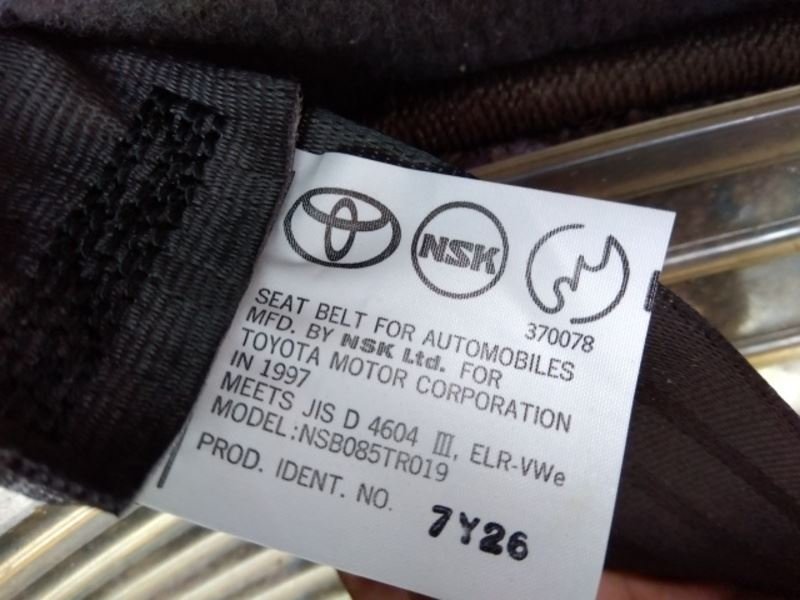 NSK
370078
SEAT BELT FOR AUTOMOBILES
MFD. BY NSK Ltd. FOR
TOYOTA MOTOR CORPORATION
IN 1997
MEETS JIS D 4604 Ⅲ, ELR-VWe
MODEL:NSB085TR019
PROD. IDENT. NO. 7Y26